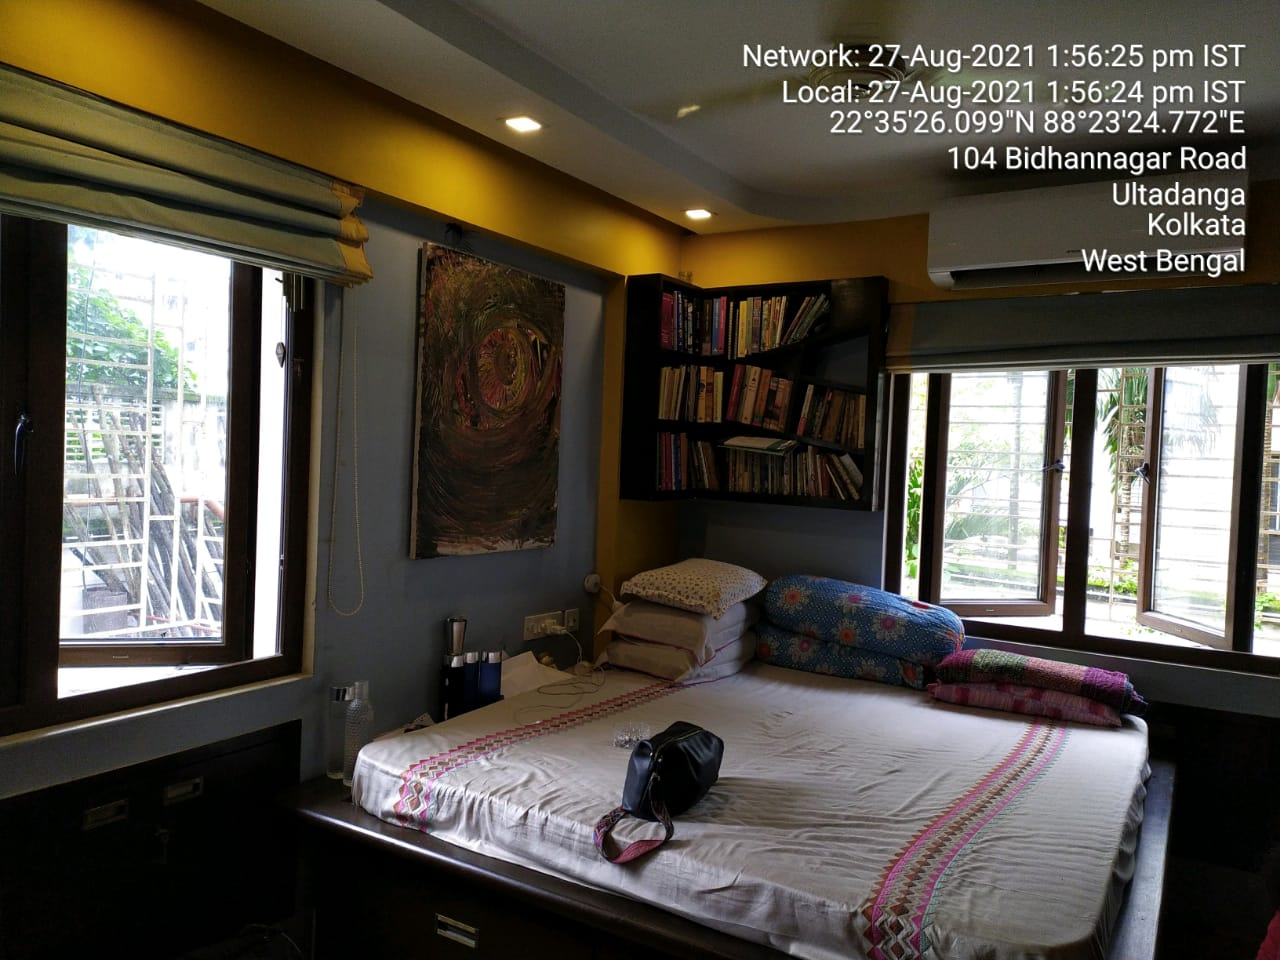 Network: 27-Aug-2021 1:56:25 pm IST
Local: 27-Aug-2021 1:56:24 pm IST
22°35'26.099"N 88°23'24.772"E
104 Bidhannagar Road
Ultadanga
Kolkata
West Bengal